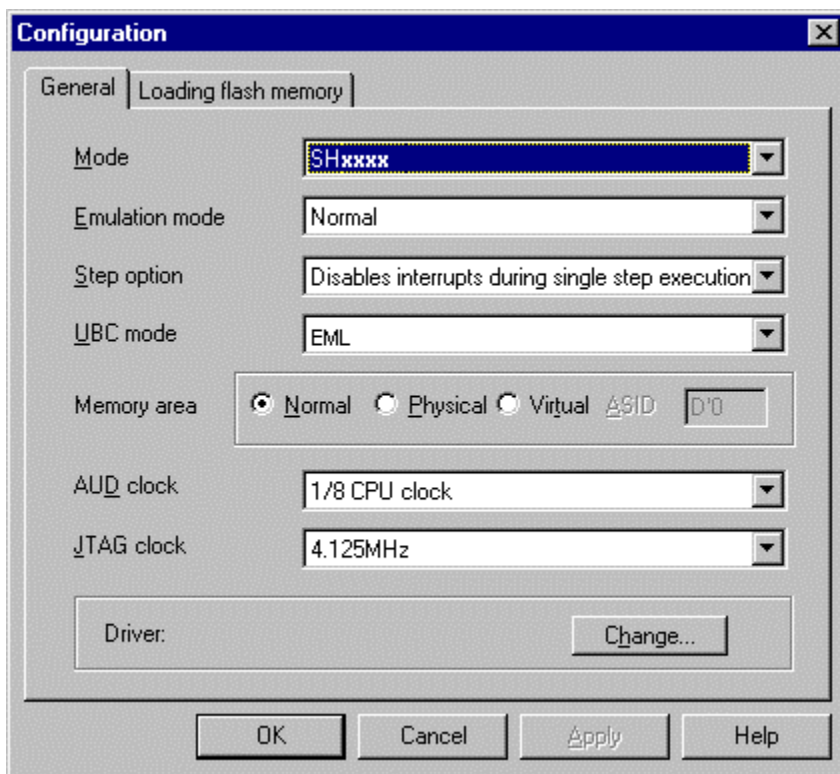 Configuration
General Loading flash memory
Mode SHxxxx
Emulation mode Normal
Step option Disables interrupts during single step execution
UBC mode EML
Memory area Normal Physical Virtual ASID D'0
AUD clock 1/8 CPU clock
JTAG clock 4.125MHz
Driver: Change...
OK Cancel Apply Help